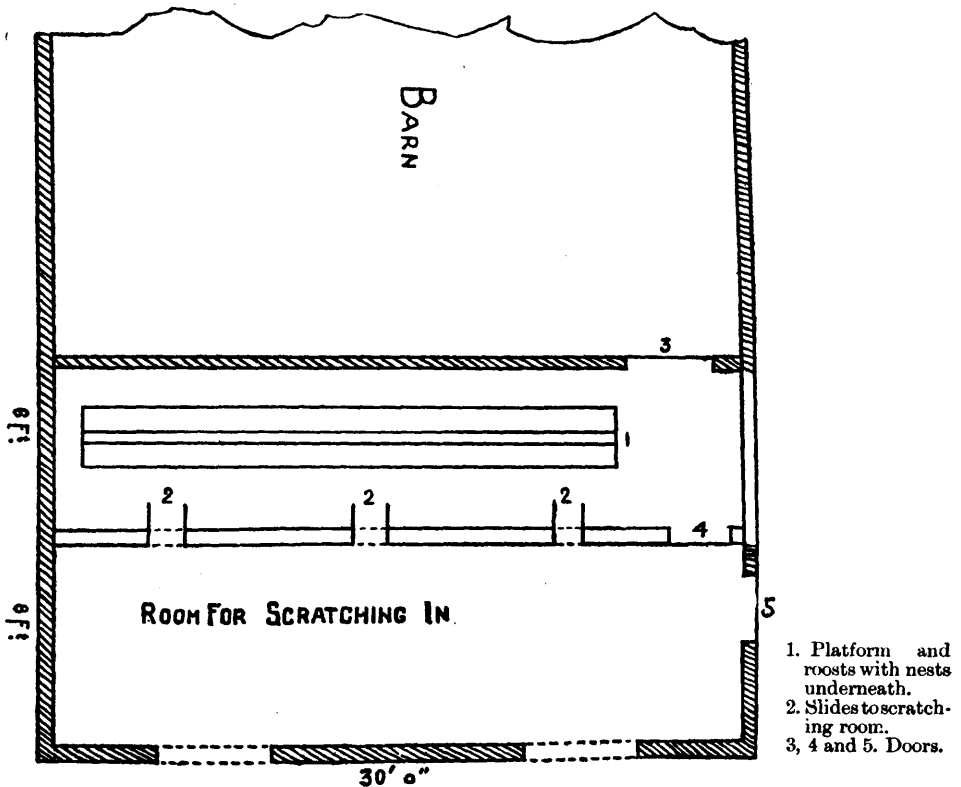 BARN
3
8 Ft.
1
2
2
2
4
8 Ft.
ROOM FOR SCRATCHING IN
5
30' 0"
1. Platform and
roosts with nests
underneath.
2. Slides to scratch-
ing room.
3, 4 and 5. Doors.